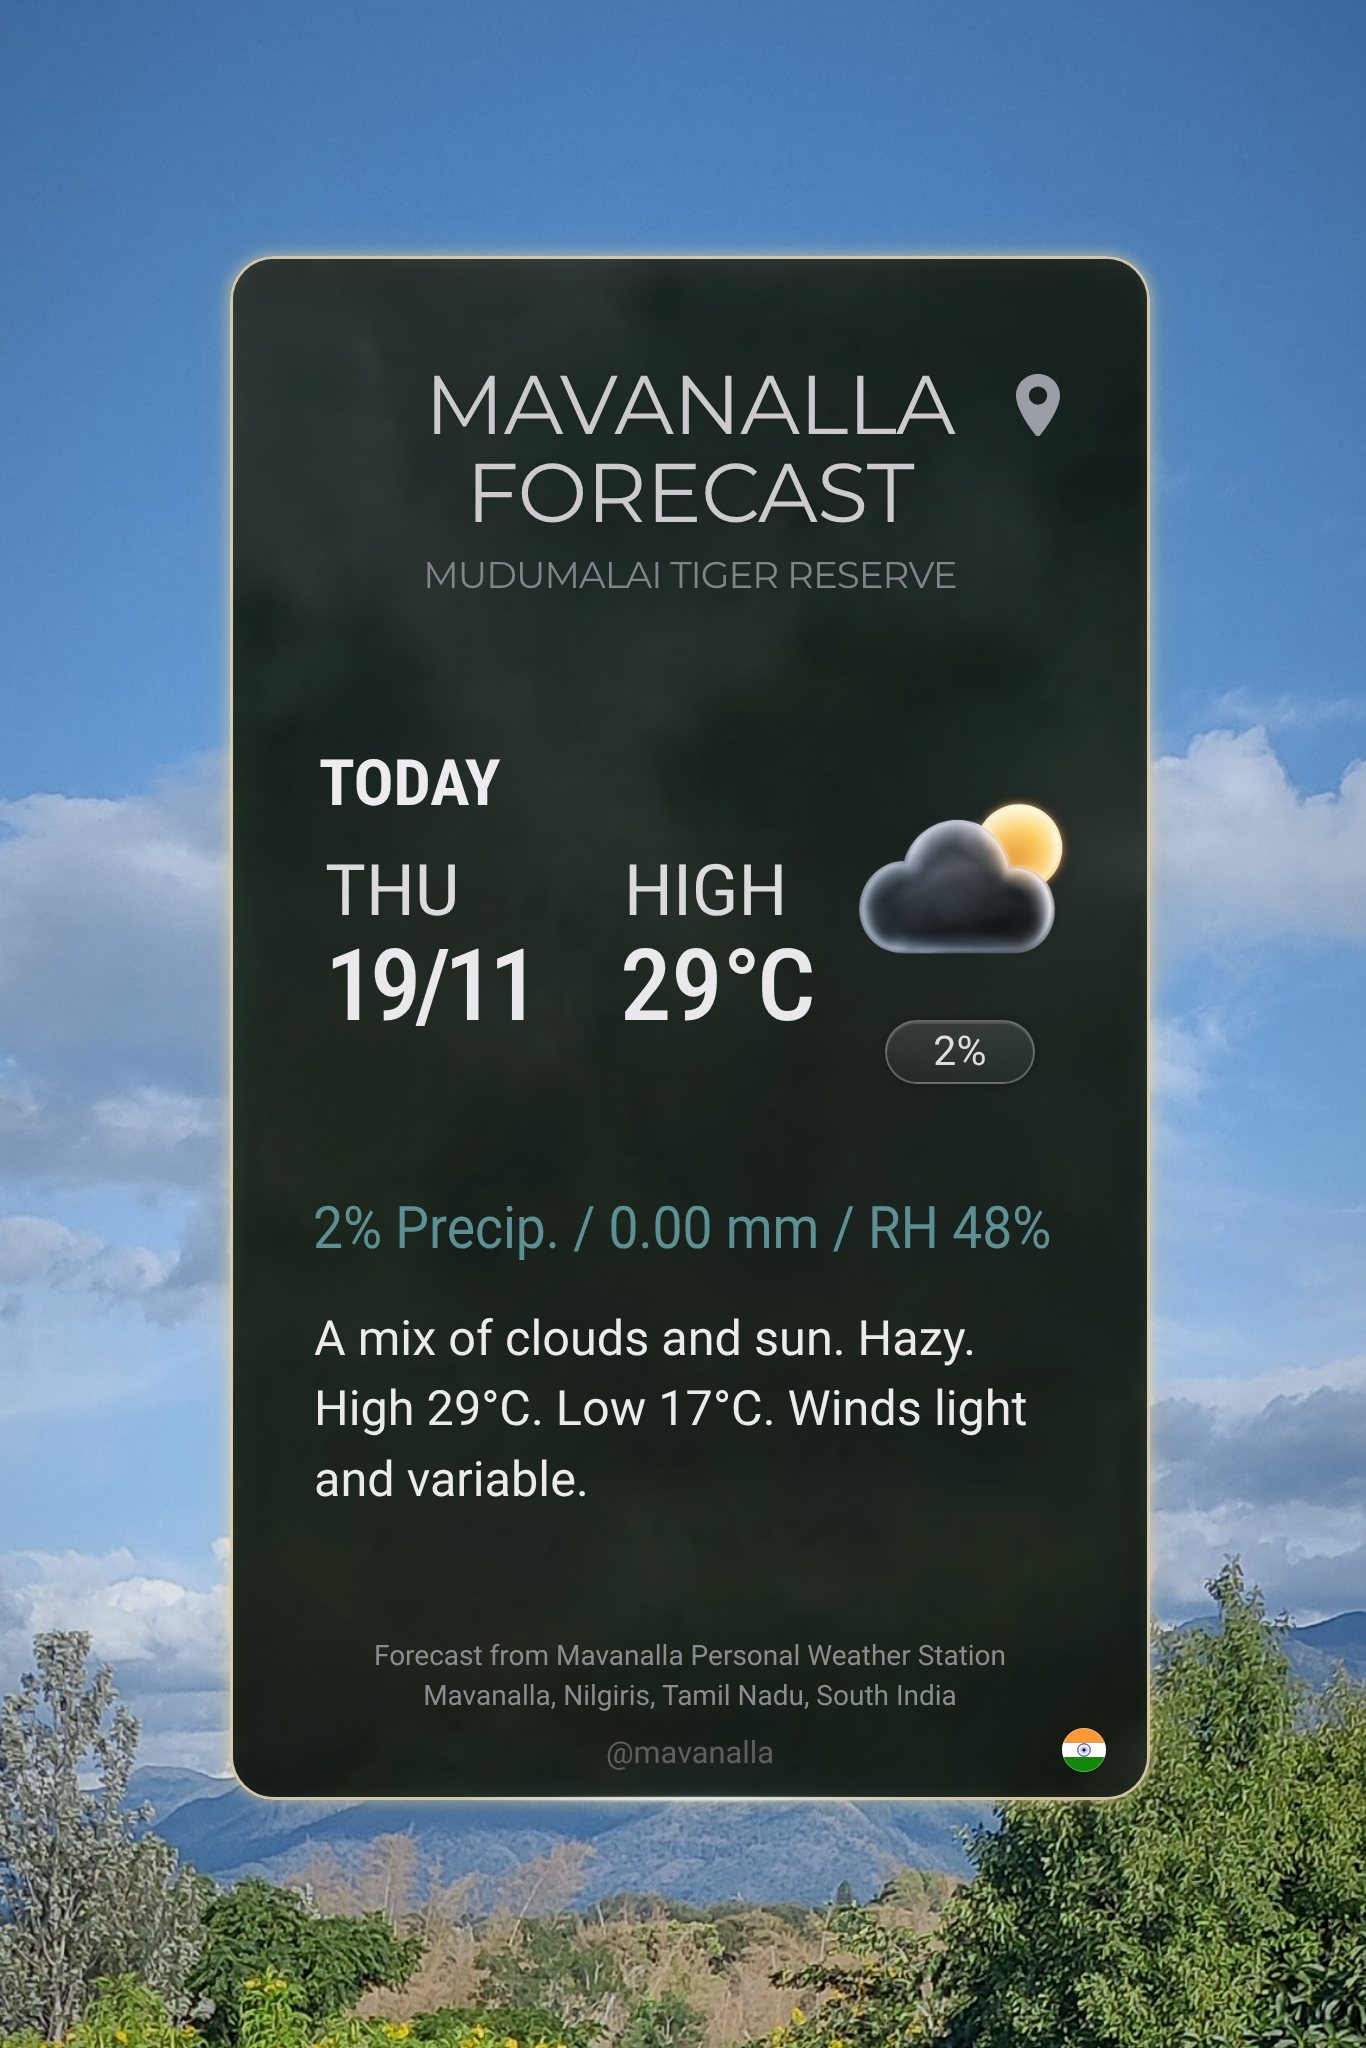 MAVANALLA
FORECAST
MUDUMALAI TIGER RESERVE
TODAY
THU
19/11
HIGH
29°C
2%
2% Precip. / 0.00 mm / RH 48%
A mix of clouds and sun. Hazy.
High 29°C. Low 17°C. Winds light
and variable.
Forecast from Mavanalla Personal Weather Station
Mavanalla, Nilgiris, Tamil Nadu, South India
@mavanalla